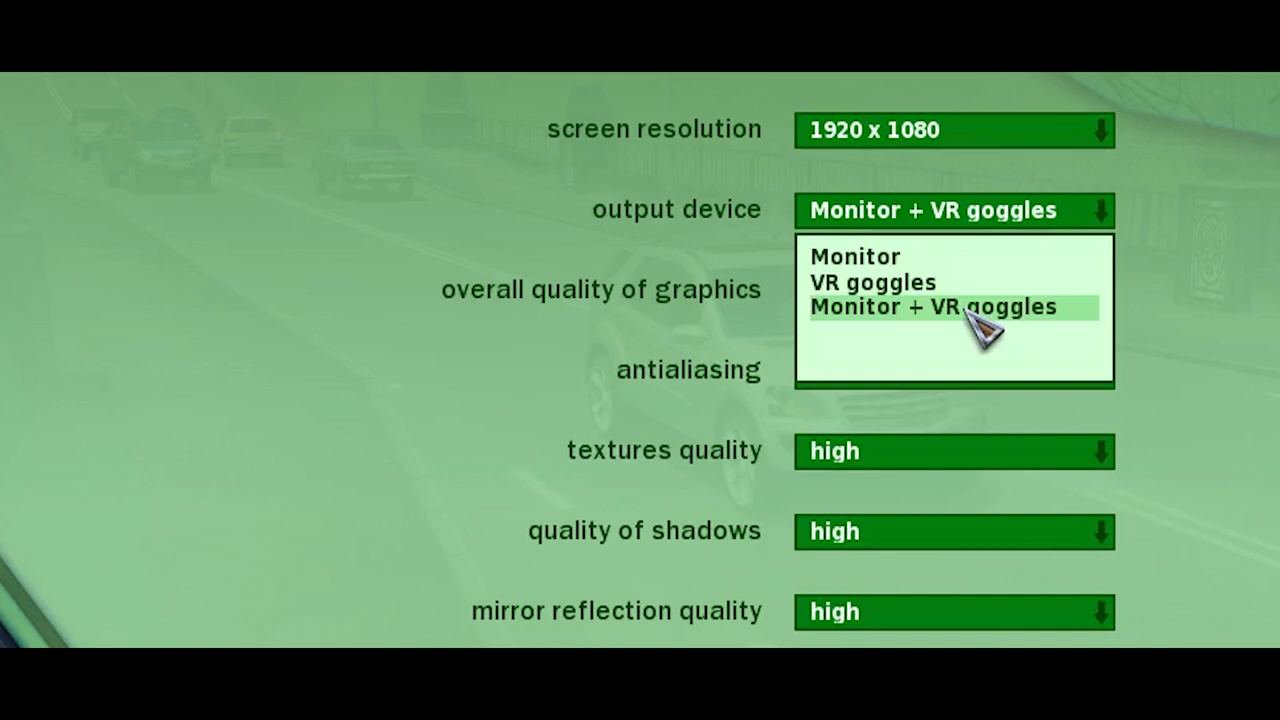 screen resolution 1920 x 1080
output device Monitor + VR goggles
Monitor
VR goggles
overall quality of graphics
Monitor + VR goggles
antialiasing
textures quality high
quality of shadows high
mirror reflection quality high